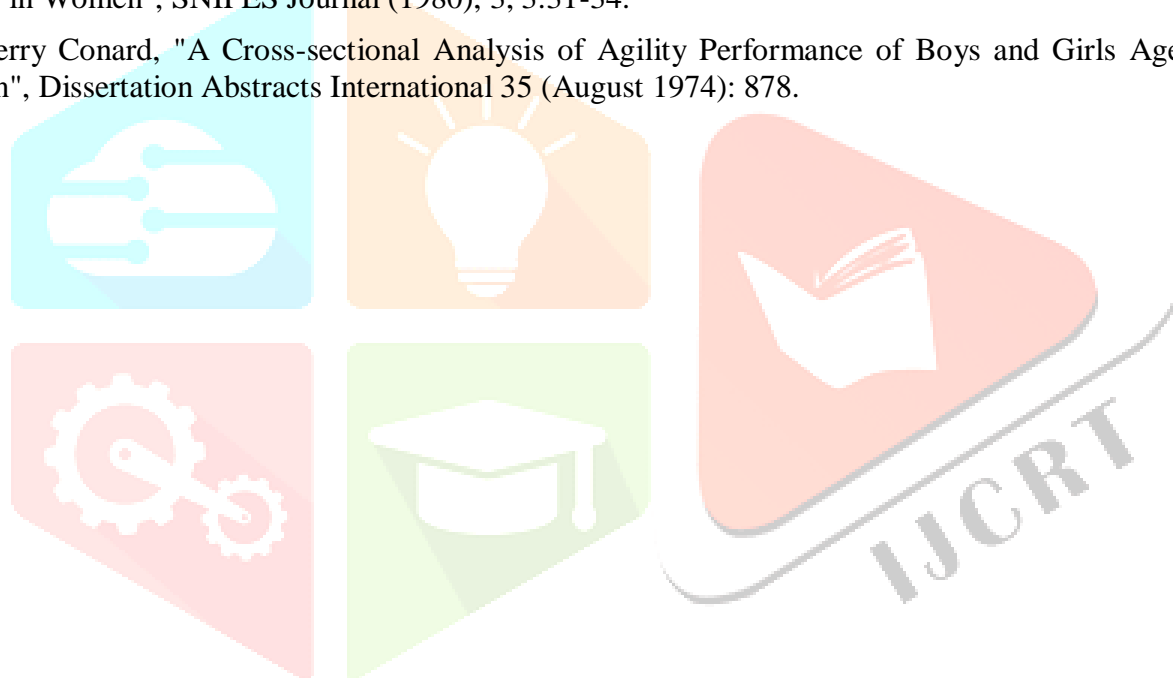 in Women", SNIPES Journal (1980), 3, 3:31-34.
erry Conard, "A Cross-sectional Analysis of Agility Performance of Boys and Girls Age
", Dissertation Abstracts International 35 (August 1974): 878.
IJCRT